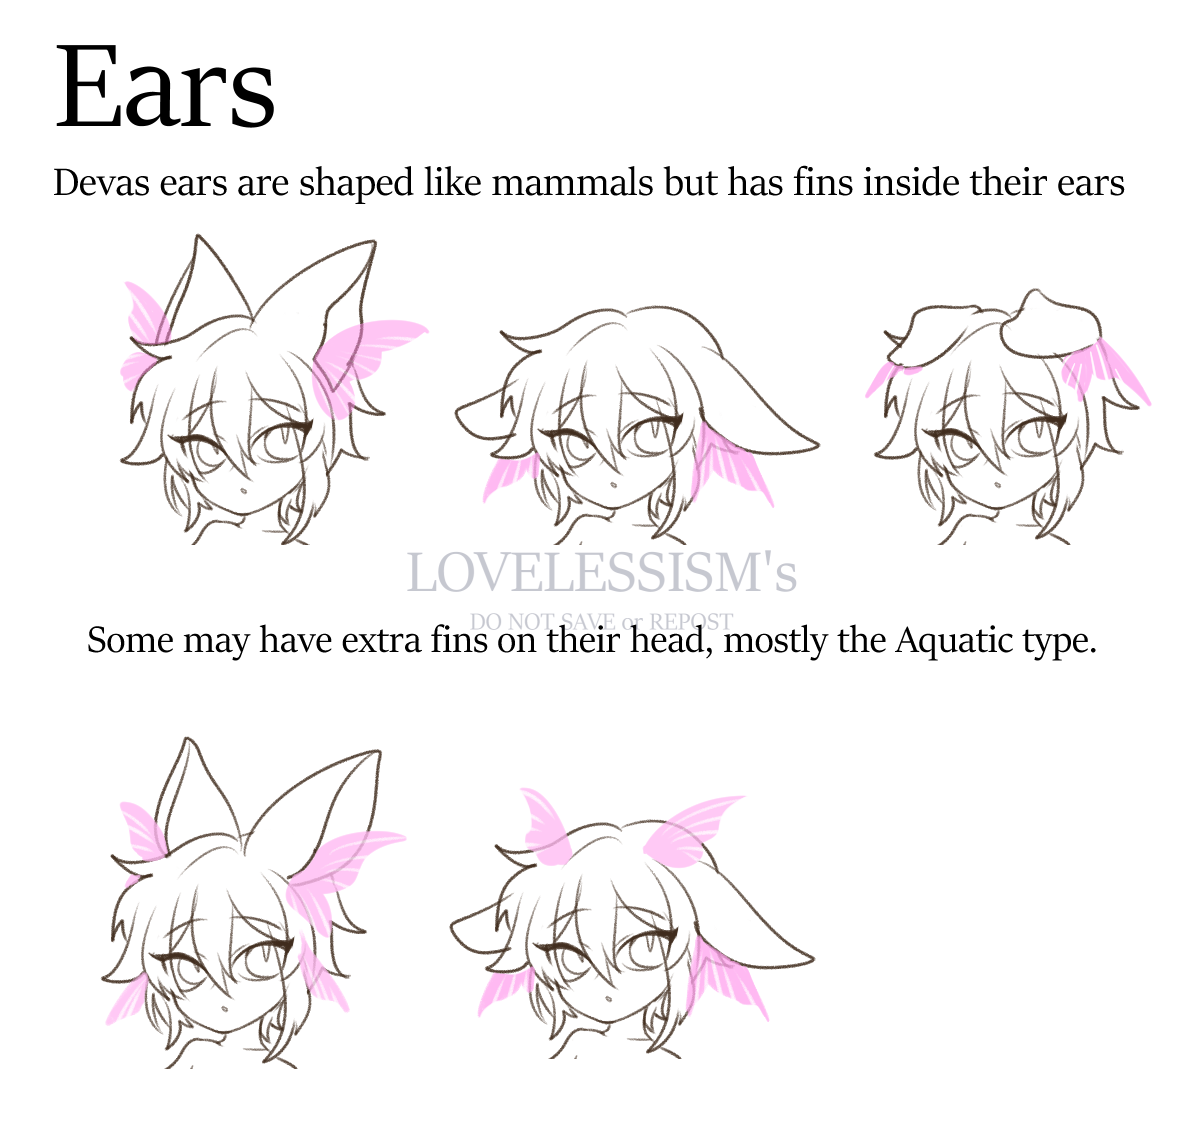 Ears
Devas ears are shaped like mammals but has fins inside their ears
LOVELESSISM's
DO NOT SAVE or REPOST
Some may have extra fins on their head, mostly the Aquatic type.